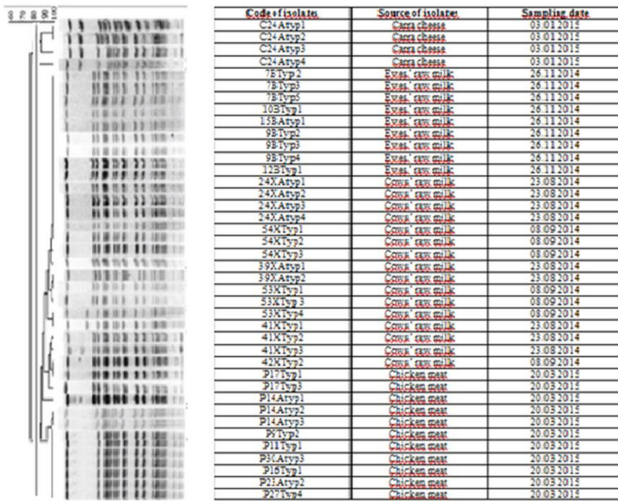 60 70 80 90 100
Code of isolates Source of isolates Sampling date
C24Atyp1 Carra cheese 03.01.2015
C24Atyp2 Carra cheese 03.01.2015
C24Atyp3 Carra cheese 03.01.2015
C24Atyp4 Carra cheese 03.01.2015
7BTyp2 Ewes' raw milk 26.11.2014
7BTyp3 Ewes' raw milk 26.11.2014
7BTyp5 Ewes' raw milk 26.11.2014
10BTyp1 Ewes' raw milk 26.11.2014
15BAtyp1 Ewes' raw milk 26.11.2014
9BTyp2 Ewes' raw milk 26.11.2014
9BTyp3 Ewes' raw milk 26.11.2014
9BTyp4 Ewes' raw milk 26.11.2014
12BTyp1 Ewes' raw milk 26.11.2014
24XAtyp1 Cows' raw milk 23.08.2014
24XAtyp2 Cows' raw milk 23.08.2014
24XAtyp3 Cows' raw milk 23.08.2014
24XAtyp4 Cows' raw milk 23.08.2014
54XTyp1 Cows' raw milk 08.09.2014
54XTyp2 Cows' raw milk 08.09.2014
54XTyp3 Cows' raw milk 08.09.2014
39XAtyp1 Cows' raw milk 23.08.2014
39XAtyp2 Cows' raw milk 23.08.2014
53XTyp1 Cows' raw milk 08.09.2014
53XTyp3 Cows' raw milk 08.09.2014
53XTyp4 Cows' raw milk 08.09.2014
41XTyp1 Cows' raw milk 23.08.2014
41XTyp2 Cows' raw milk 23.08.2014
41XTyp3 Cows' raw milk 23.08.2014
42XTyp2 Cows' raw milk 08.09.2014
P17Typ1 Chicken meat 20.03.2015
P17Typ3 Chicken meat 20.03.2015
P14Atyp1 Chicken meat 20.03.2015
P14Atyp2 Chicken meat 20.03.2015
P14Atyp3 Chicken meat 20.03.2015
P9Typ2 Chicken meat 20.03.2015
P11Typ1 Chicken meat 20.03.2015
P30Atyp3 Chicken meat 20.03.2015
P16Typ1 Chicken meat 20.03.2015
Chicken meat 20.03.2015
P27Typ4 Chicken meat 20.03.2015